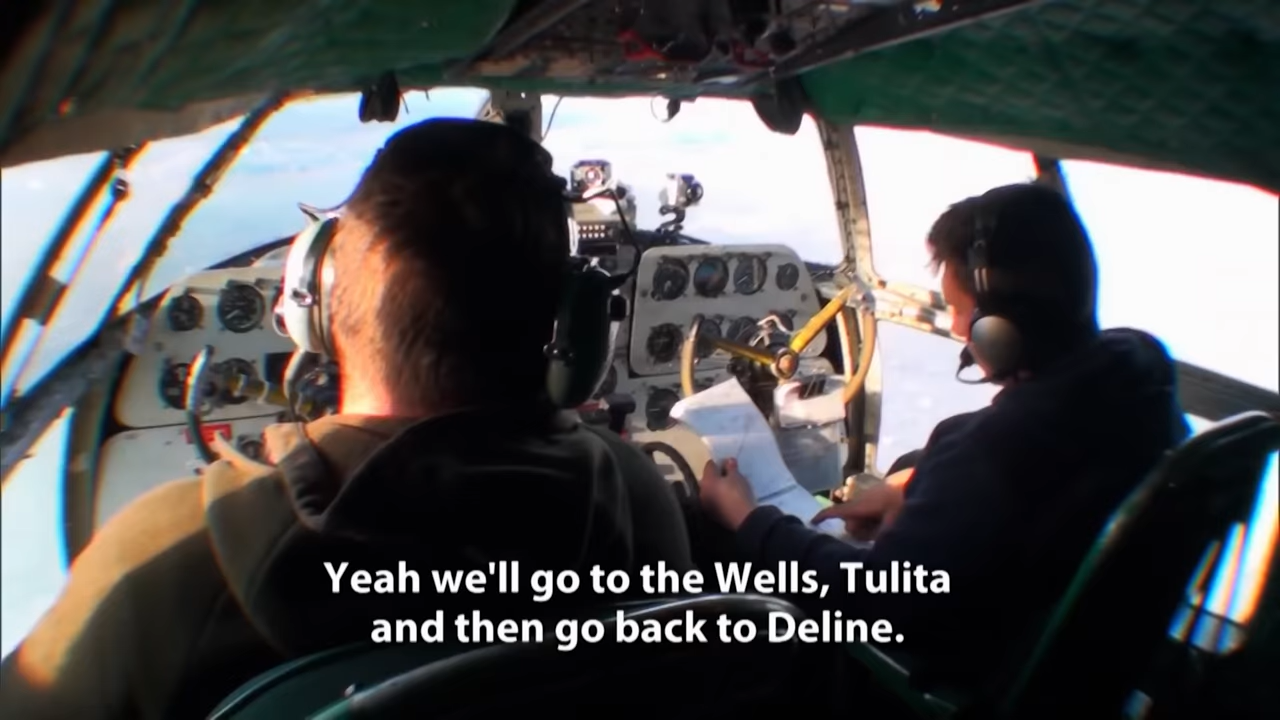 Yeah we'll go to the Wells, Tulita
and then go back to Deline.